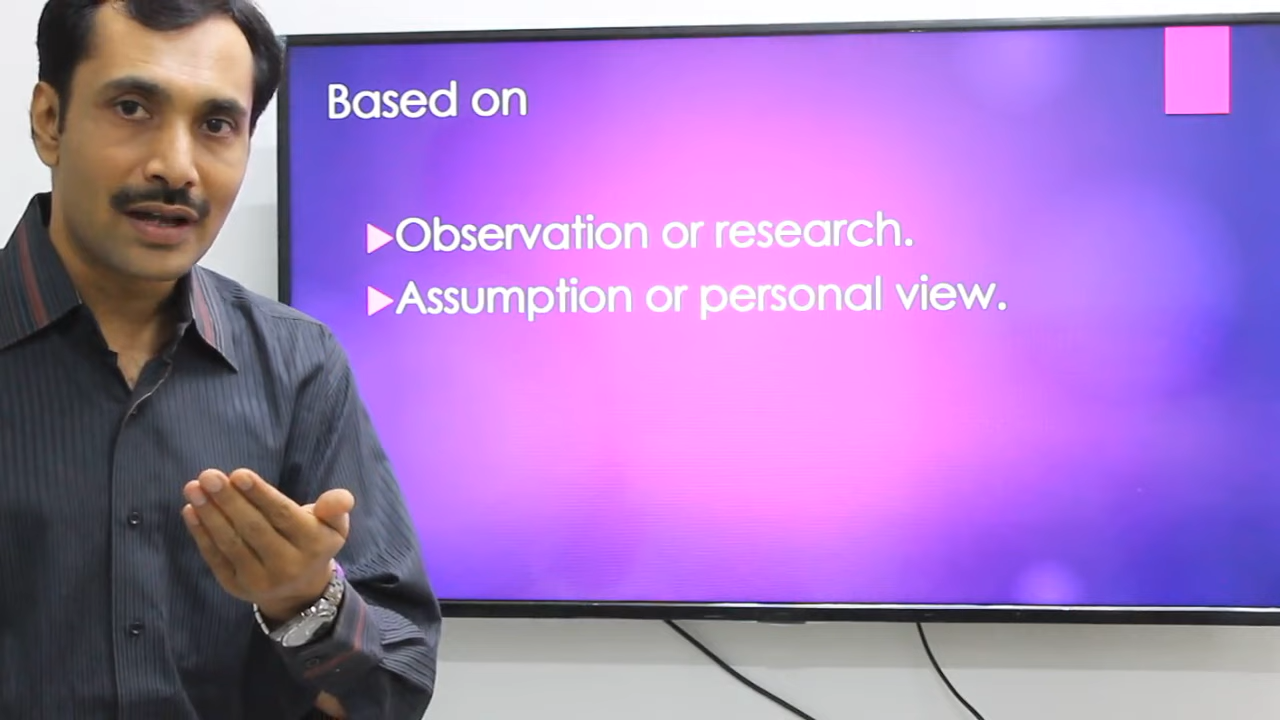 Based on
Observation or research.
Assumption or personal view.